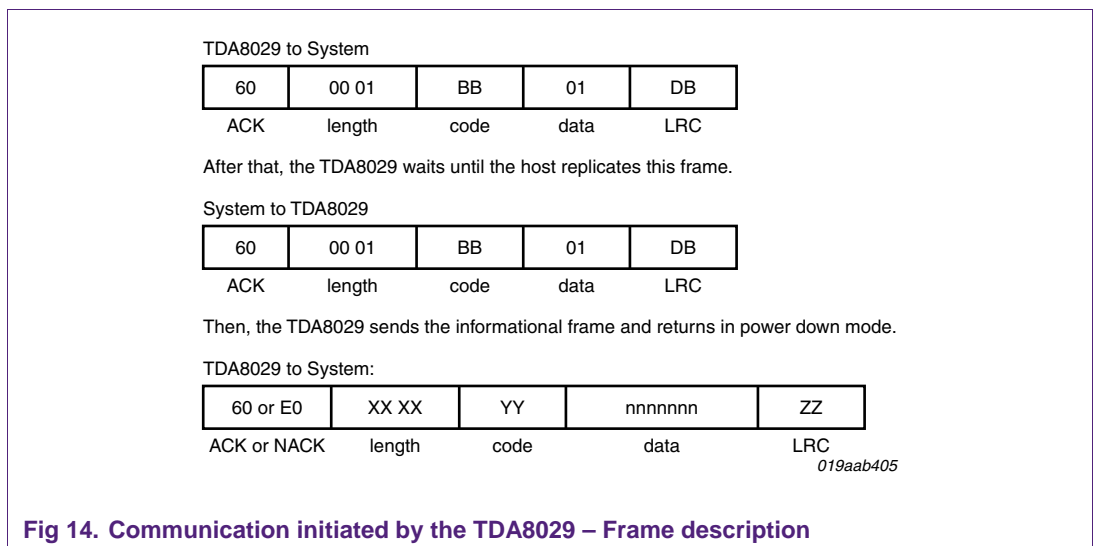 TDA8029 to System
60 00 01 BB 01 DB
ACK length code data LRC
After that, the TDA8029 waits until the host replicates this frame.
System to TDA8029
60 00 01 BB 01 DB
ACK length code data LRC
Then, the TDA8029 sends the informational frame and returns in power down mode.
TDA8029 to System:
60 or E0 XX XX YY nnnnnnn ZZ
ACK or NACK length code data LRC
019aab405
Fig 14. Communication initiated by the TDA8029 – Frame description